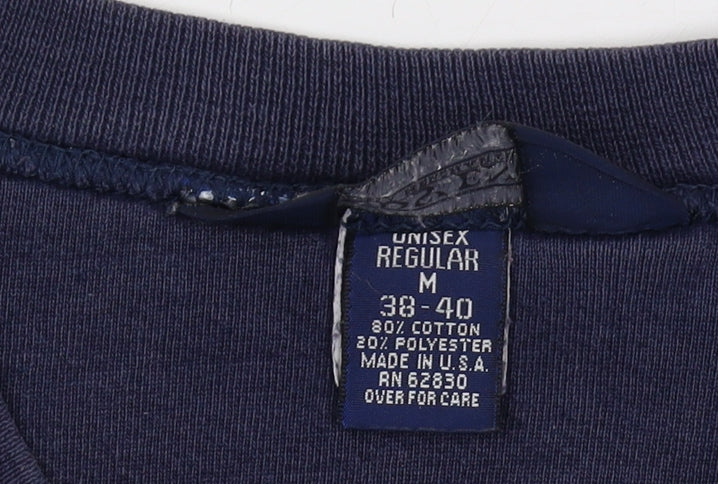 UNISEX
REGULAR
M
38-40
80% COTTON
20% POLYESTER
MADE IN U.S.A.
RN 62830
OVER FOR CARE